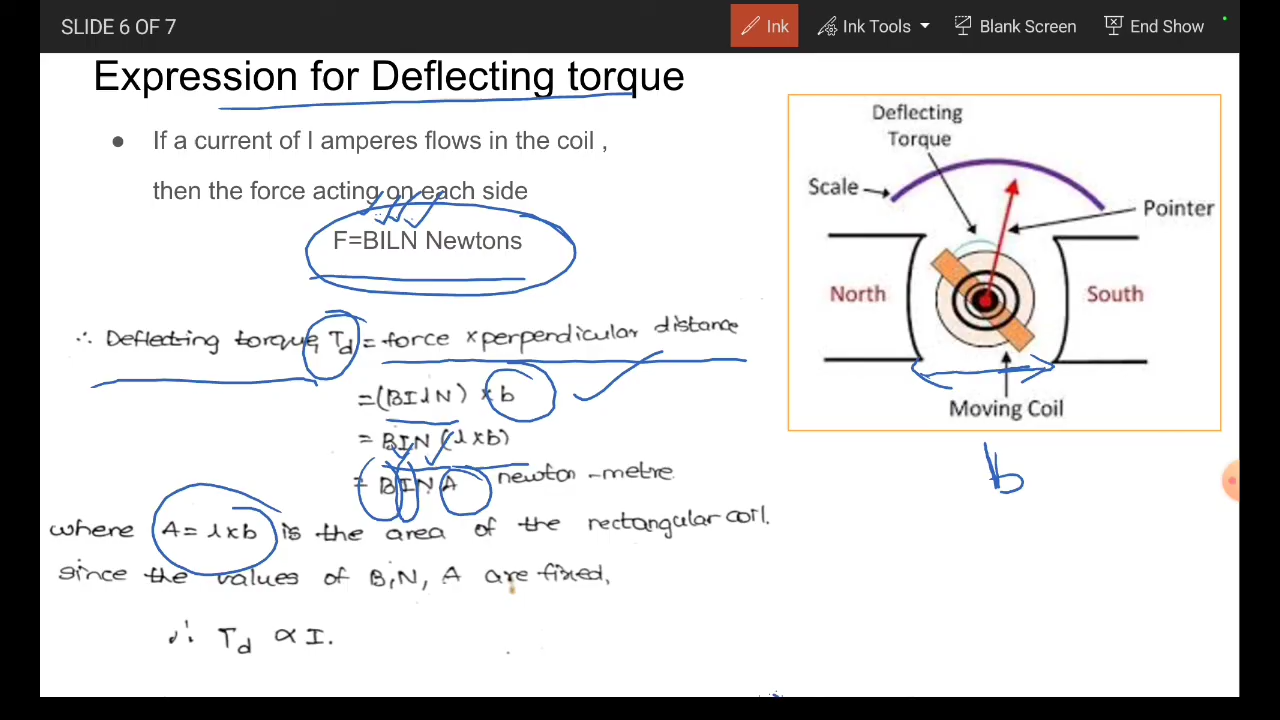 SLIDE 6 OF 7
Ink
Ink Tools
Blank Screen
End Show
Expression for Deflecting torque
● If a current of I amperes flows in the coil ,
then the force acting on each side
F=BILN Newtons
∴ Deflecting torque, Td = force × perpendicular distance
= (BIlN) × b
= BIN (l×b)
= BINA newton-metre
where A = l×b is the area of the rectangular coil.
since the values of B, N, A are fixed,
∴ Td ∝ I.
Deflecting
Torque
Scale
Pointer
North
South
Moving Coil
b